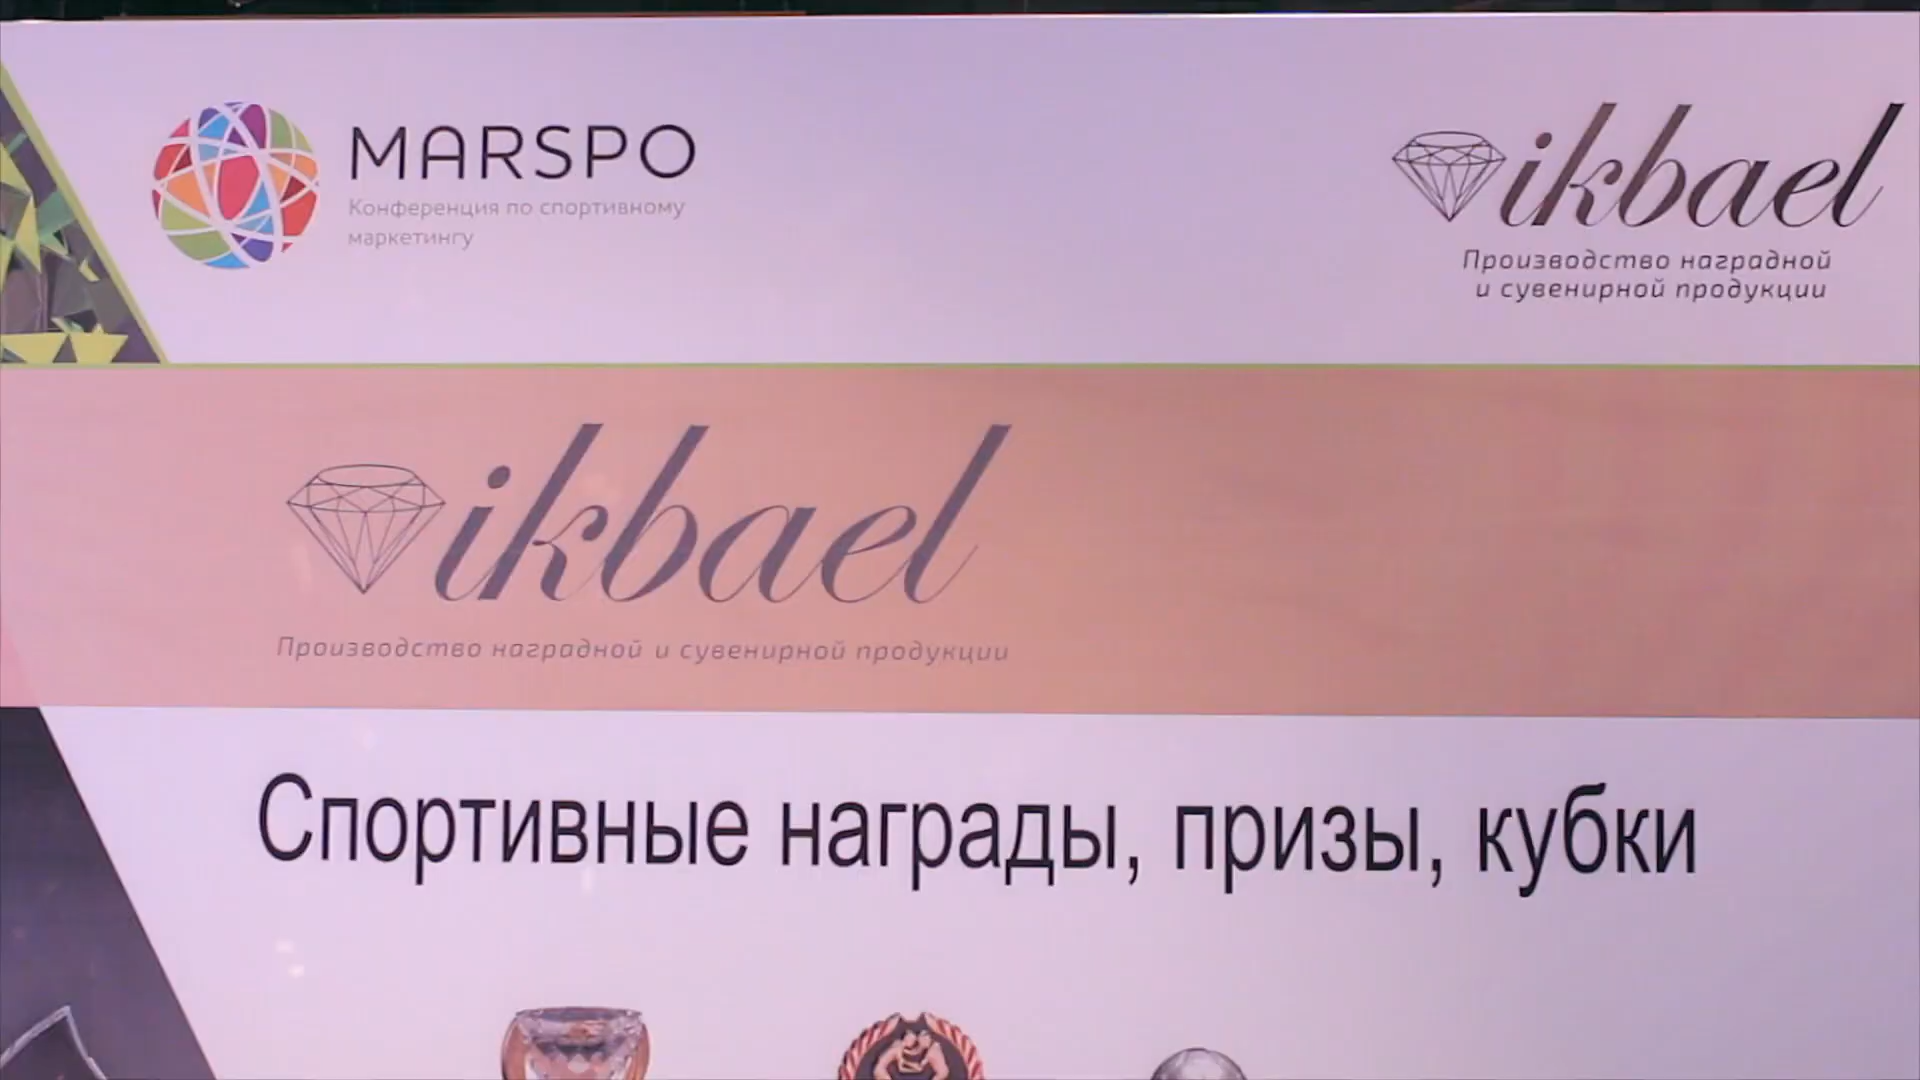 MARSPO
Конференция по спортивному
маркетингу
ikbael
Производство наградной
и сувенирной продукции
ikbael
Производство наградной и сувенирной продукции
Спортивные награды, призы, кубки